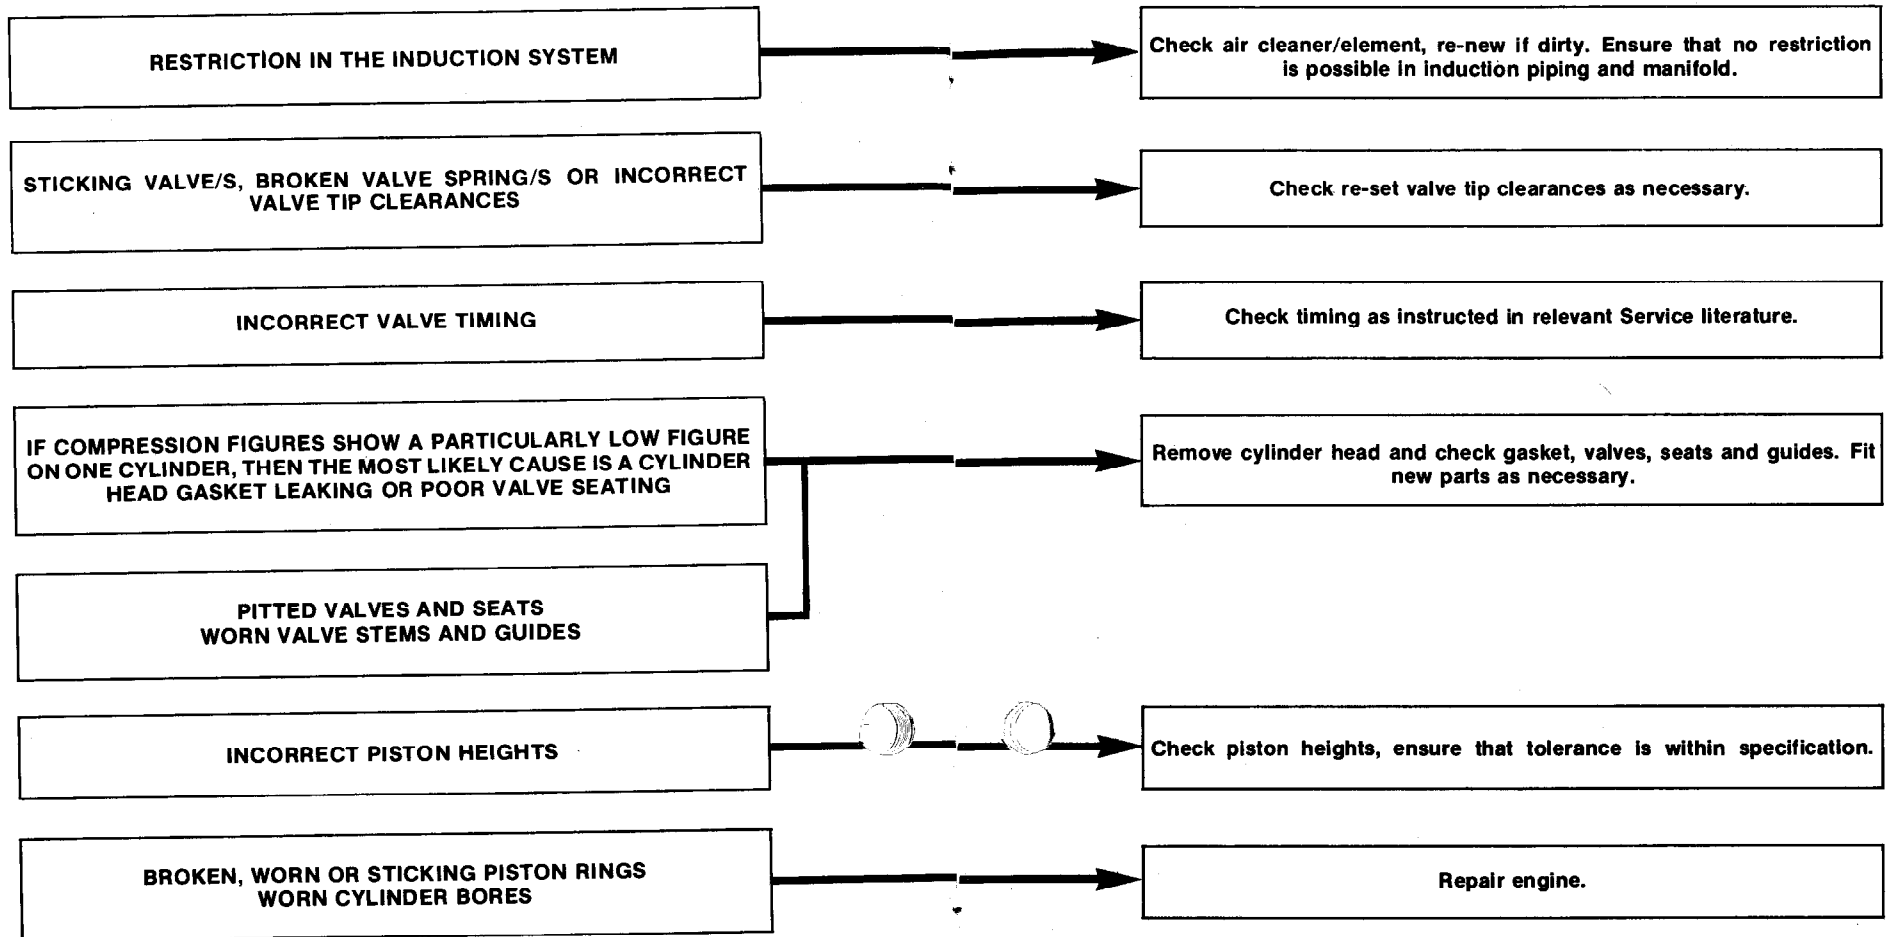 RESTRICTION IN THE INDUCTION SYSTEM
Check air cleaner/element, re-new if dirty. Ensure that no restriction
is possible in induction piping and manifold.
STICKING VALVE/S, BROKEN VALVE SPRING/S OR INCORRECT
VALVE TIP CLEARANCES
Check re-set valve tip clearances as necessary.
INCORRECT VALVE TIMING
Check timing as instructed in relevant Service literature.
IF COMPRESSION FIGURES SHOW A PARTICULARLY LOW FIGURE
ON ONE CYLINDER, THEN THE MOST LIKELY CAUSE IS A CYLINDER
HEAD GASKET LEAKING OR POOR VALVE SEATING
Remove cylinder head and check gasket, valves, seats and guides. Fit
new parts as necessary.
PITTED VALVES AND SEATS
WORN VALVE STEMS AND GUIDES
INCORRECT PISTON HEIGHTS
Check piston heights, ensure that tolerance is within specification.
BROKEN, WORN OR STICKING PISTON RINGS
WORN CYLINDER BORES
Repair engine.